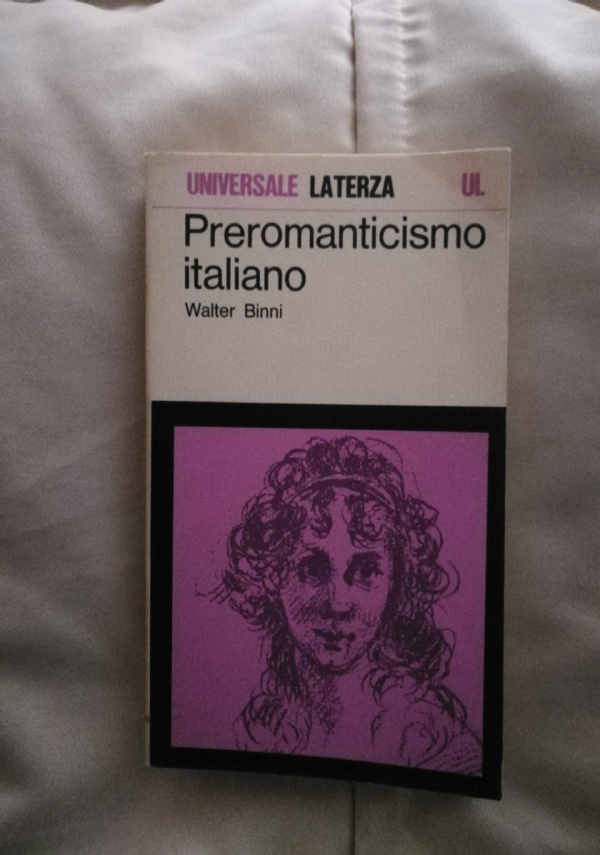 UNIVERSALE LATERZA UL
Preromanticismo
italiano
Walter Binni